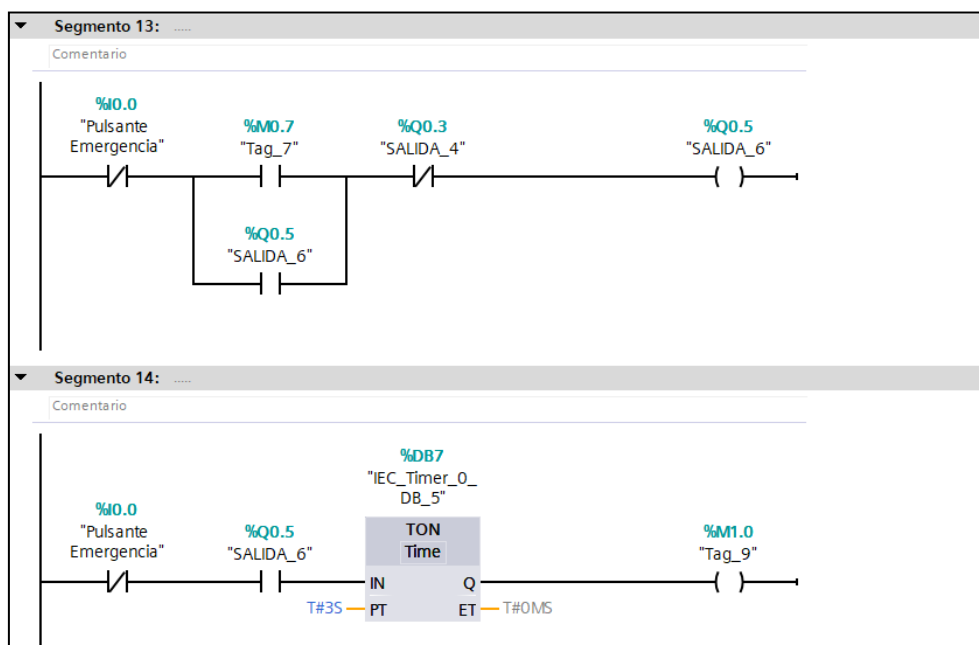 Segmento 13: .....
Comentario
%I0.0
"Pulsante
Emergencia"
%M0.7
"Tag_7"
%Q0.3
"SALIDA_4"
%Q0.5
"SALIDA_6"
%Q0.5
"SALIDA_6"
Segmento 14: .....
Comentario
%DB7
"IEC_Timer_0_
DB_5"
%I0.0
"Pulsante
Emergencia"
%Q0.5
"SALIDA_6"
TON
Time
%M1.0
"Tag_9"
IN
Q
T#3S
PT
ET
T#0MS